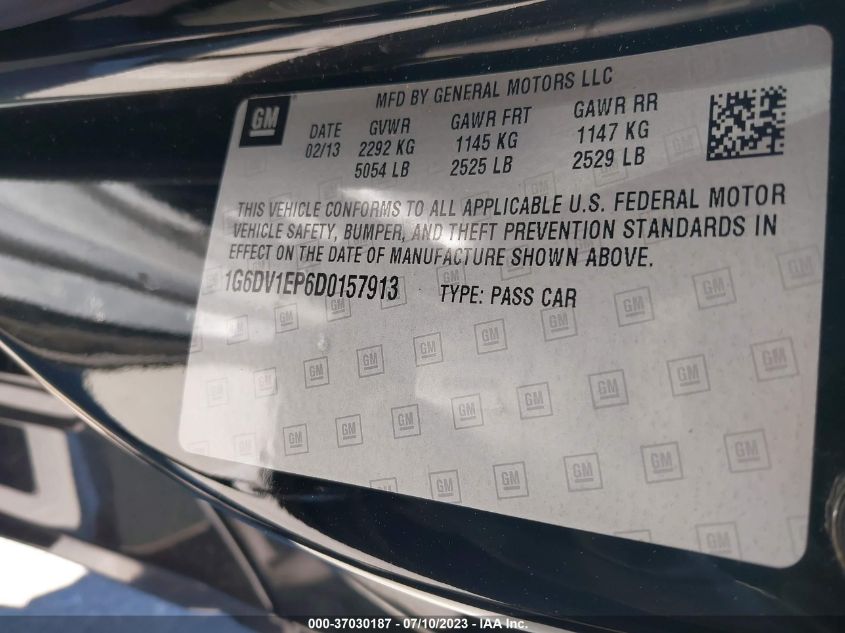 MFD BY GENERAL MOTORS LLC
GM
DATE GVWR GAWR FRT GAWR RR
02/13 2292 KG 1145 KG 1147 KG
5054 LB 2525 LB 2529 LB
THIS VEHICLE CONFORMS TO ALL APPLICABLE U.S. FEDERAL MOTOR
VEHICLE SAFETY, BUMPER, AND THEFT PREVENTION STANDARDS IN
EFFECT ON THE DATE OF MANUFACTURE SHOWN ABOVE.
1G6DV1EP6D0157913 TYPE: PASS CAR
000-37030187 - 07/10/2023 - IAA Inc.